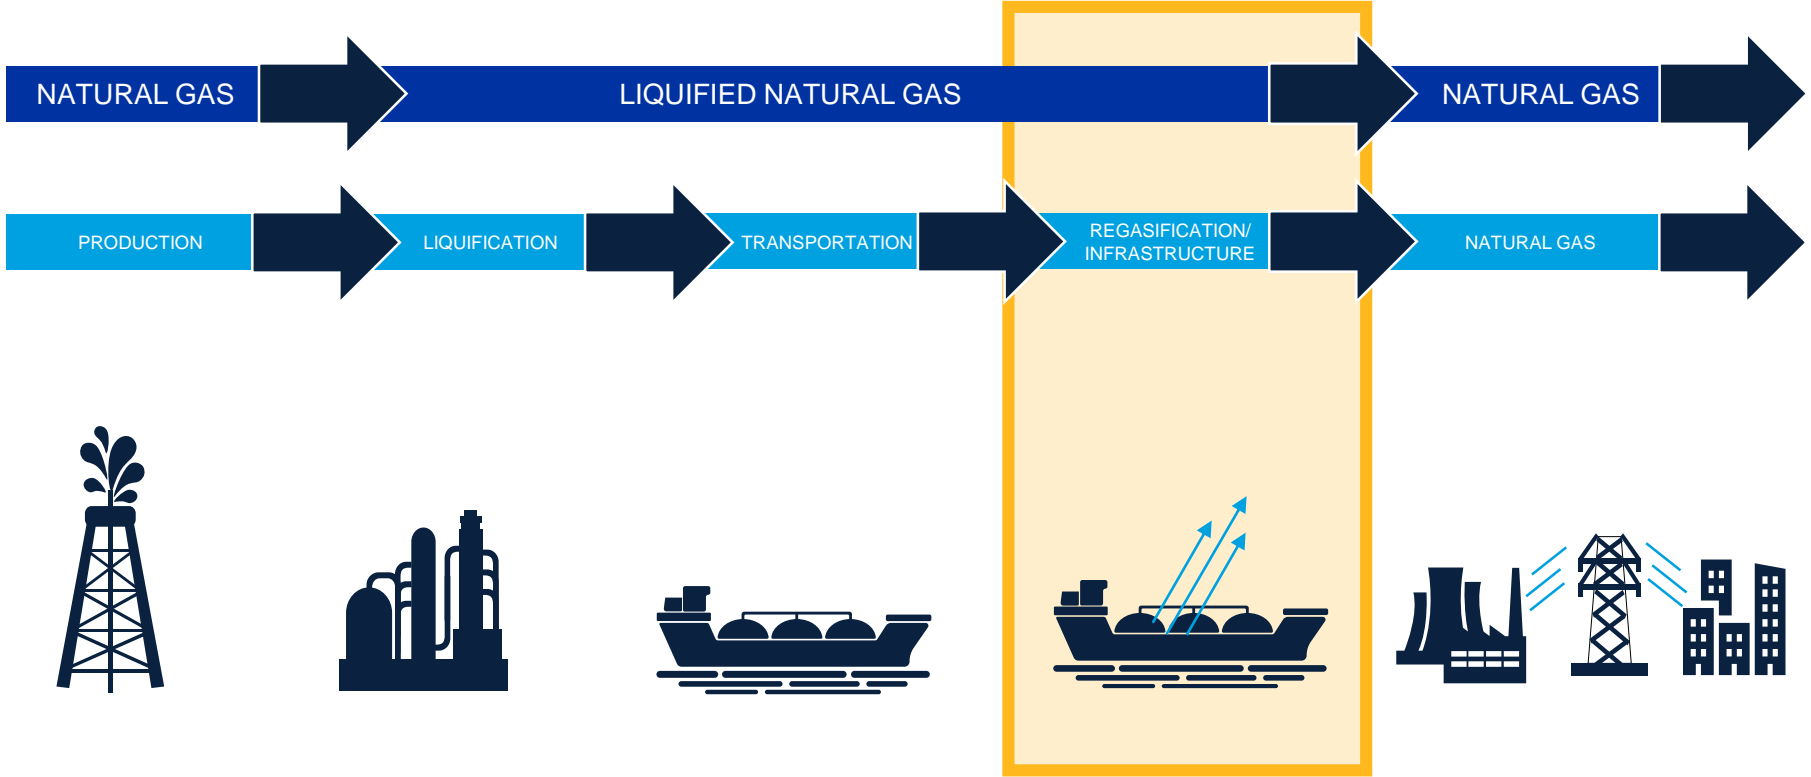 NATURAL GAS
LIQUIFIED NATURAL GAS
NATURAL GAS
PRODUCTION
LIQUIFICATION
TRANSPORTATION
REGASIFICATION/
INFRASTRUCTURE
NATURAL GAS